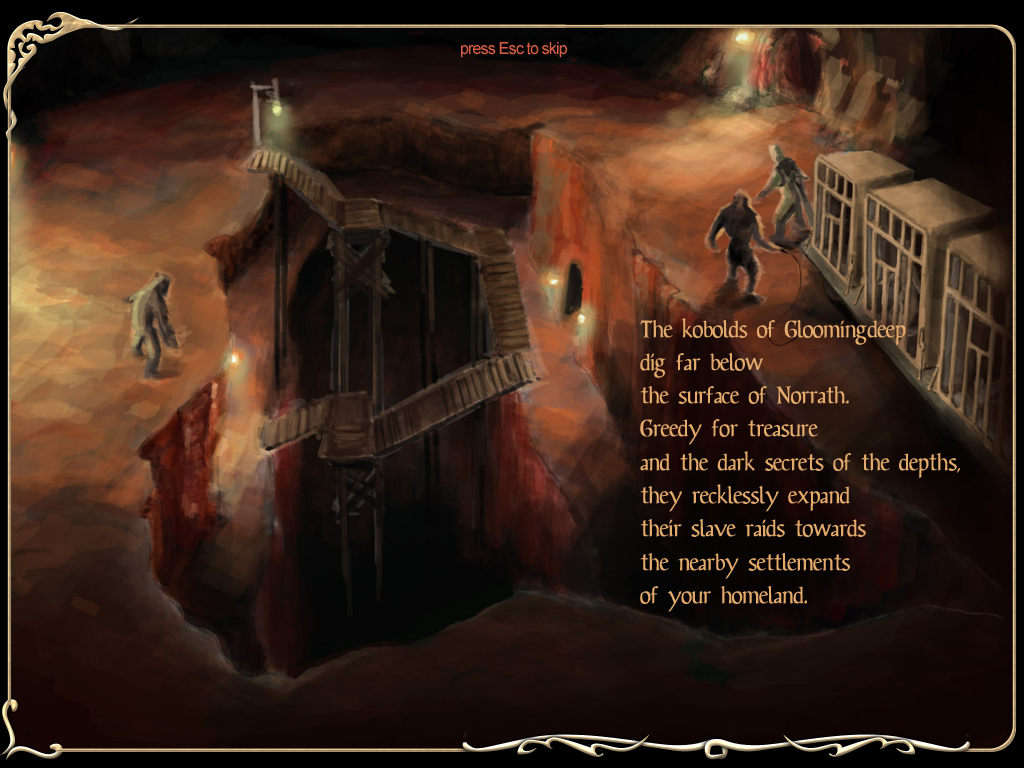 press Esc to skip
The kobolds of Gloomingdeep
dig far below
the surface of Norrath.
Greedy for treasure
and the dark secrets of the depths,
they recklessly expand
their slave raids towards
the nearby settlements
of your homeland.